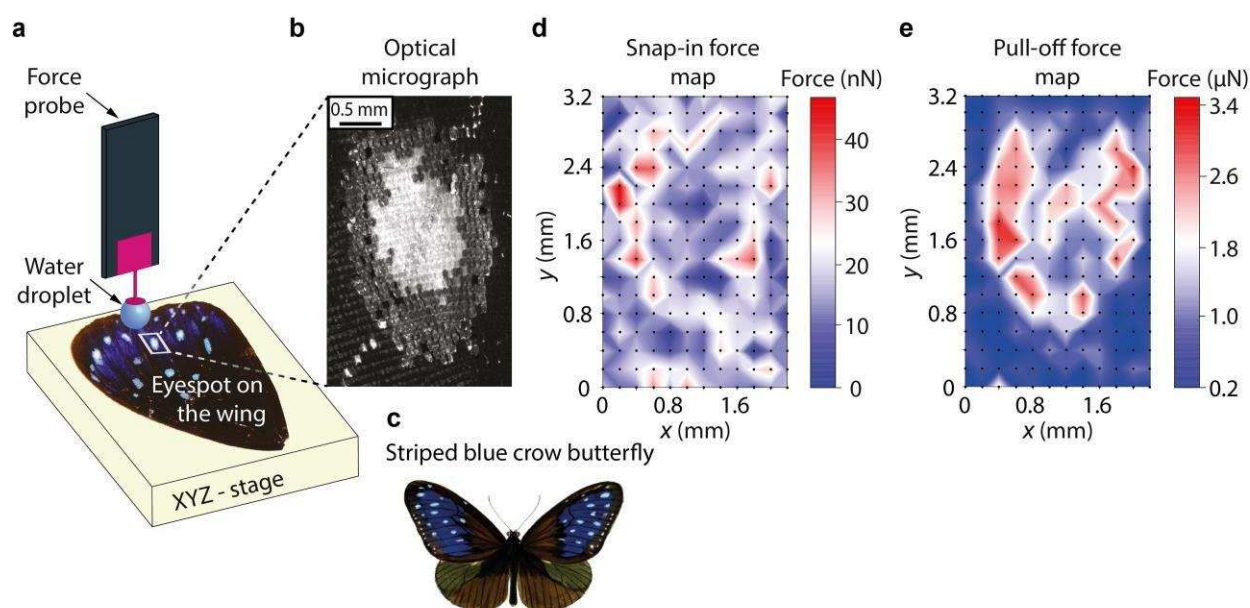 a
Force
probe
Water
droplet
Eyespot on
the wing
XYZ - stage
b
Optical
micrograph
0.5 mm
c
Striped blue crow butterfly
d
Snap-in force
map
Force (nN)
3.2
2.4
1.6
0.8
0
y (mm)
0
0.8
1.6
x (mm)
40
30
20
10
0
e
Pull-off force
map
Force (μN)
3.2
2.4
1.6
0.8
0
y (mm)
0
0.8
1.6
x (mm)
3.4
2.6
1.8
1.0
0.2